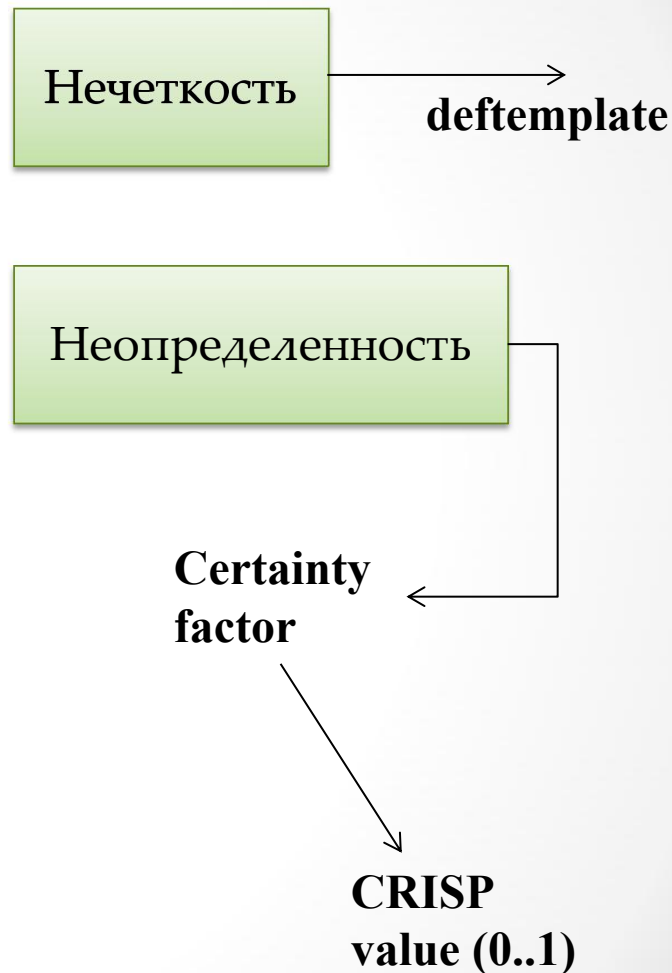 Нечеткость
deftemplate
Неопределенность
Certainty
factor
CRISP
value (0..1)